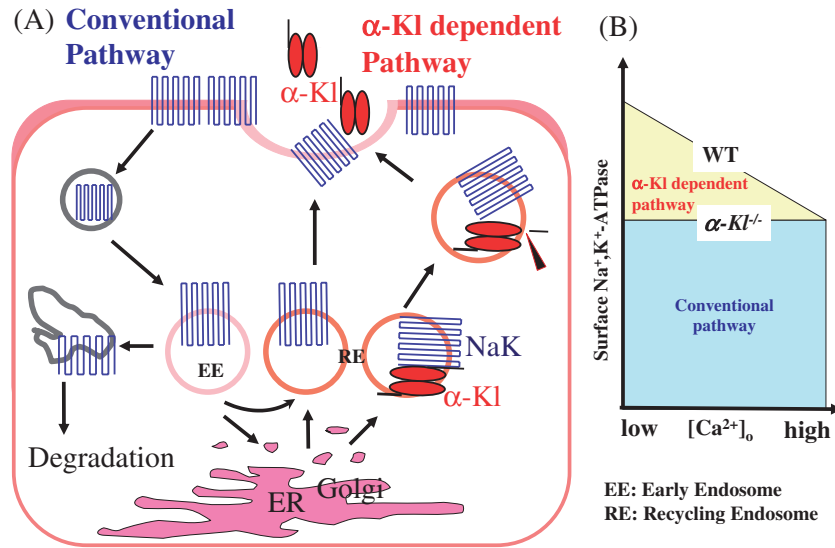 (A)
Conventional
Pathway
α-Kl dependent
Pathway
α-Kl
EE
RE
NaK
α-Kl
Degradation
ER
Golgi
(B)
Surface Na⁺,K⁺-ATPase
WT
α-Kl dependent
pathway
α-Kl⁻/⁻
Conventional
pathway
low [Ca²⁺]ₒ high
EE: Early Endosome
RE: Recycling Endosome